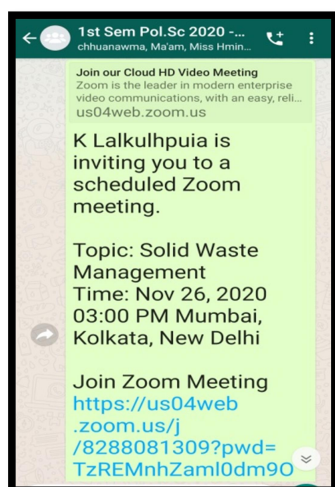 1st Sem Pol.Sc 2020 -...
chhuanawma, Ma'am, Miss Hmin...
Join our Cloud HD Video Meeting
Zoom is the leader in modern enterprise
video communications, with an easy, reli...
us04web.zoom.us
K Lalkulhpuia is
inviting you to a
scheduled Zoom
meeting.
Topic: Solid Waste
Management
Time: Nov 26, 2020
03:00 PM Mumbai,
Kolkata, New Delhi
Join Zoom Meeting
https://us04web
.zoom.us/j
/8288081309?pwd=
TzREMnhZaml0dm9O